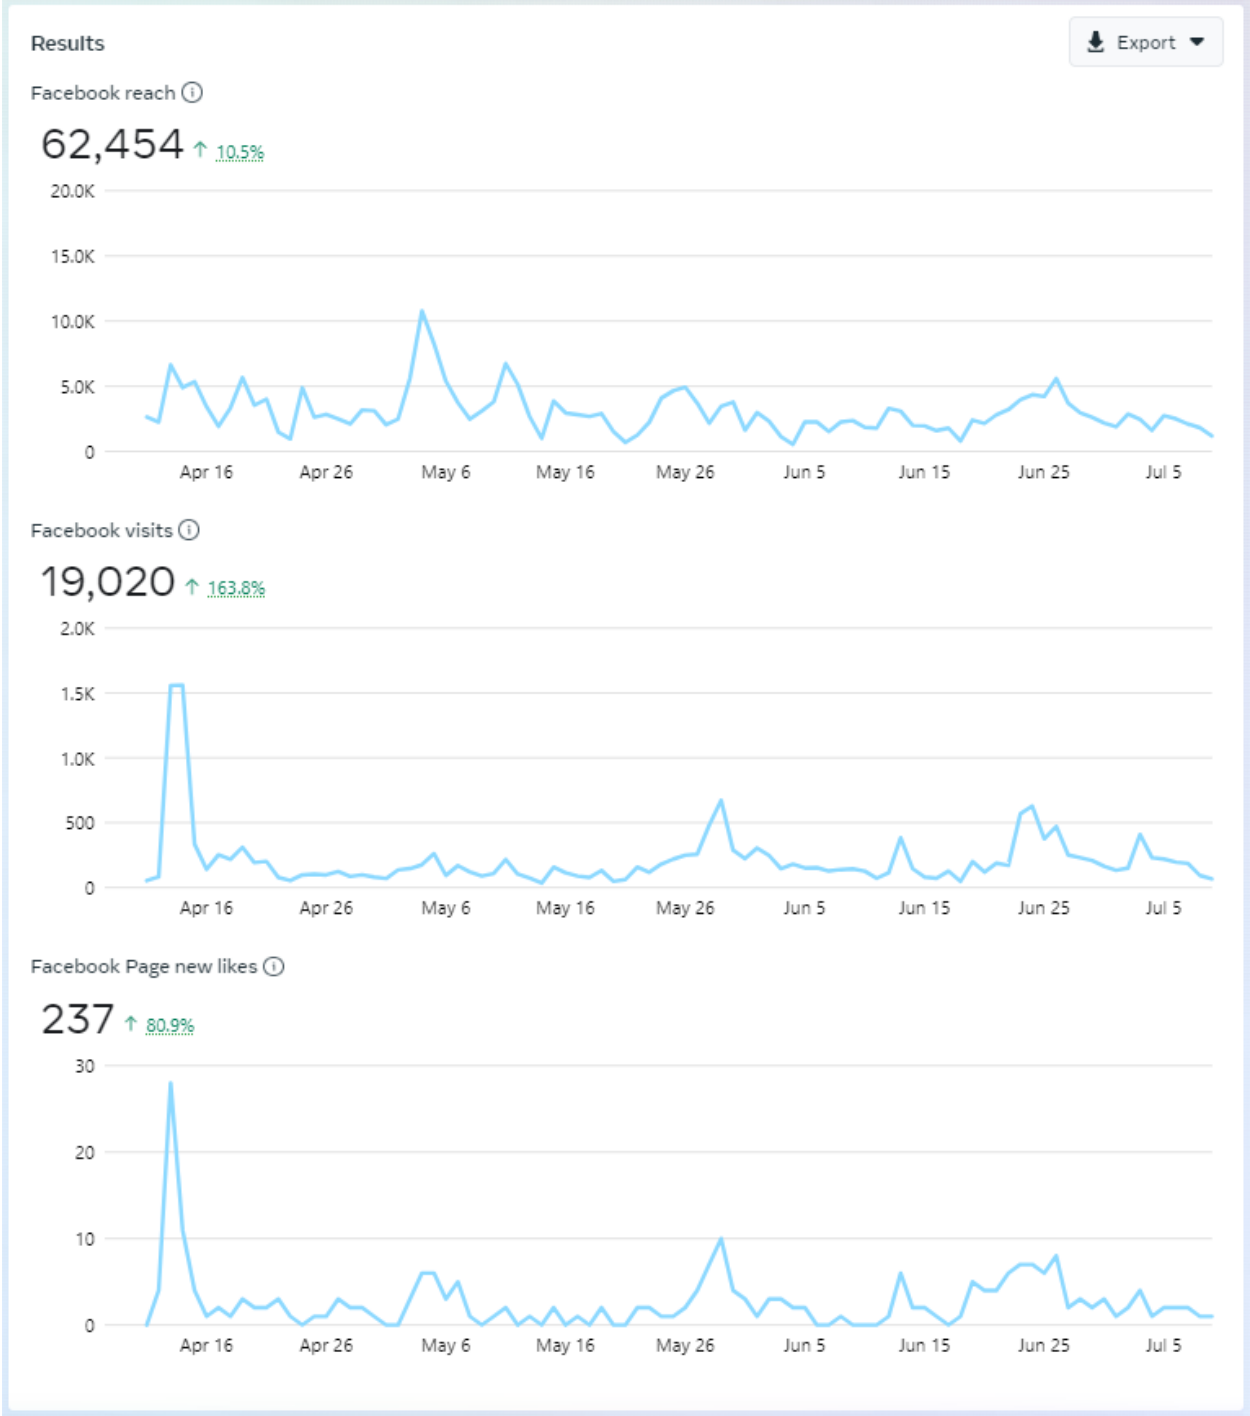 Results
Export
Facebook reach
62,454 ↑ 10.5%
20.0K
15.0K
10.0K
5.0K
0
Apr 16 Apr 26 May 6 May 16 May 26 Jun 5 Jun 15 Jun 25 Jul 5
Facebook visits
19,020 ↑ 163.8%
2.0K
1.5K
1.0K
500
0
Apr 16 Apr 26 May 6 May 16 May 26 Jun 5 Jun 15 Jun 25 Jul 5
Facebook Page new likes
237 ↑ 80.9%
30
20
10
0
Apr 16 Apr 26 May 6 May 16 May 26 Jun 5 Jun 15 Jun 25 Jul 5